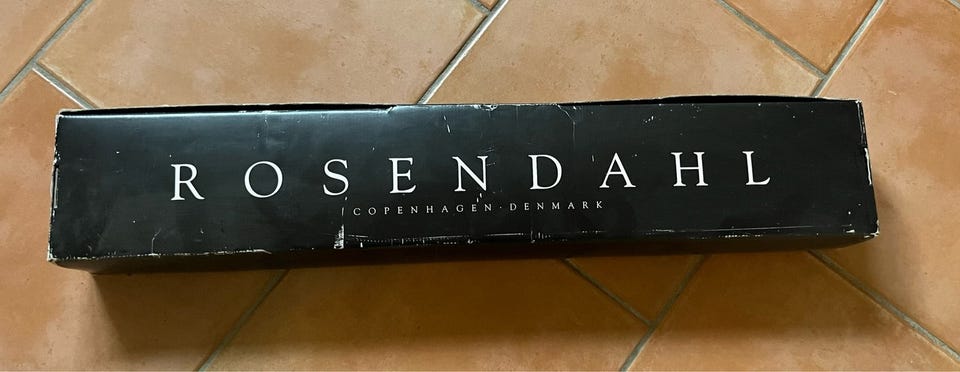 ROSENDAHL
COPENHAGEN · DENMARK